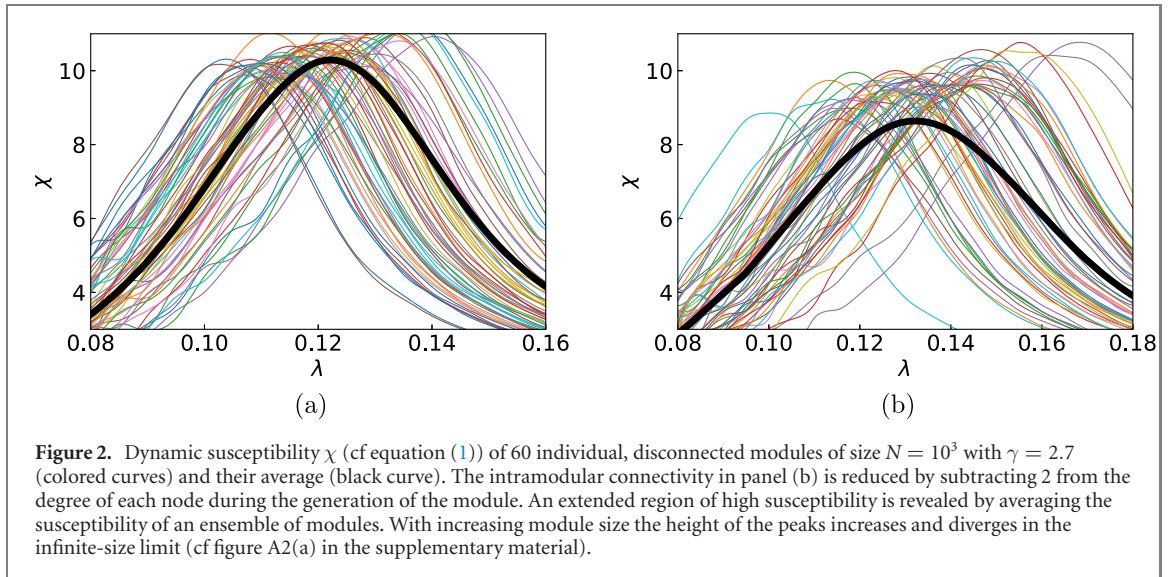 10
8
6
4
χ
0.08 0.10 0.12 0.14 0.16
λ
(a)
10
8
6
4
χ
0.08 0.10 0.12 0.14 0.16 0.18
λ
(b)
Figure 2. Dynamic susceptibility χ (cf equation (1)) of 60 individual, disconnected modules of size N = 10³ with γ = 2.7
(colored curves) and their average (black curve). The intramodular connectivity in panel (b) is reduced by subtracting 2 from the
degree of each node during the generation of the module. An extended region of high susceptibility is revealed by averaging the
susceptibility of an ensemble of modules. With increasing module size the height of the peaks increases and diverges in the
infinite-size limit (cf figure A2(a) in the supplementary material).